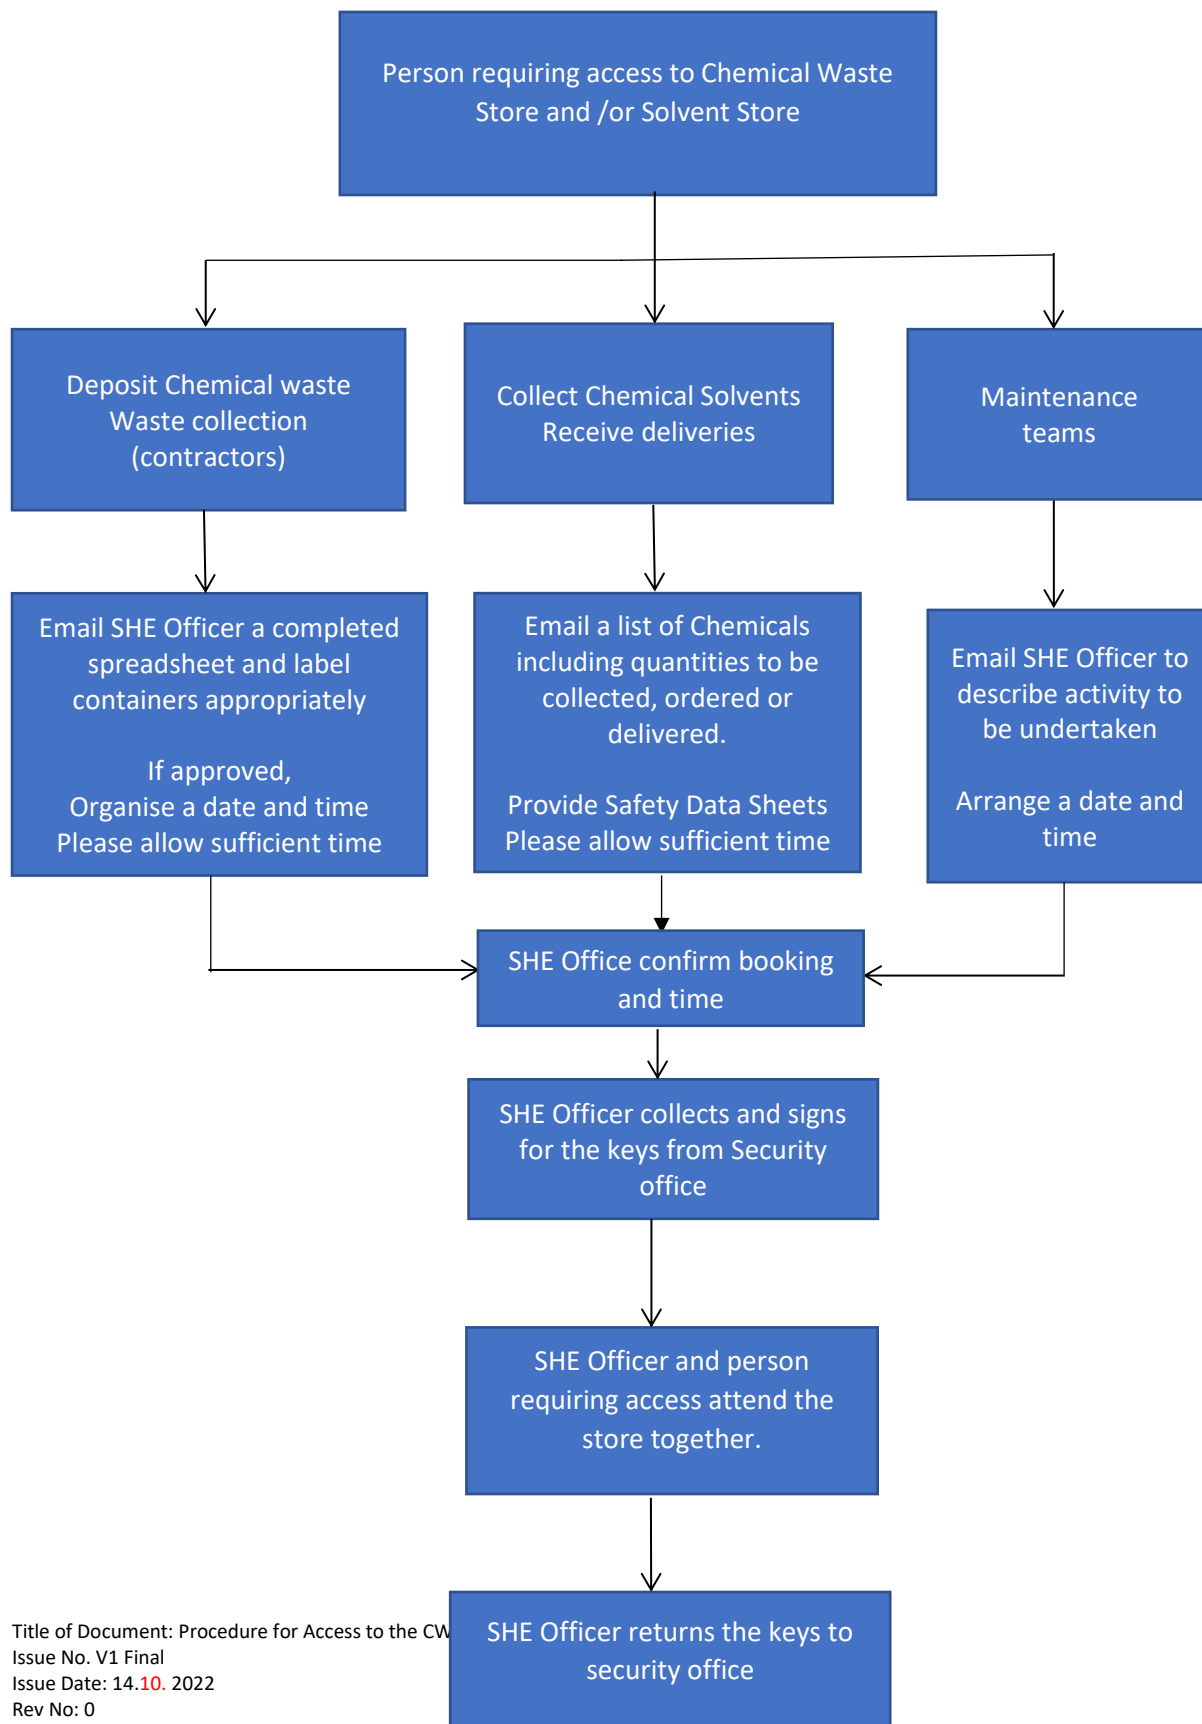 Person requiring access to Chemical Waste
Store and /or Solvent Store
Deposit Chemical waste
Waste collection
(contractors)
Collect Chemical Solvents
Receive deliveries
Maintenance
teams
Email SHE Officer a completed
spreadsheet and label
containers appropriately
If approved,
Organise a date and time
Please allow sufficient time
Email a list of Chemicals
including quantities to be
collected, ordered or
delivered.
Provide Safety Data Sheets
Please allow sufficient time
Email SHE Officer to
describe activity to
be undertaken
Arrange a date and
time
SHE Office confirm booking
and time
SHE Officer collects and signs
for the keys from Security
office
SHE Officer and person
requiring access attend the
store together.
SHE Officer returns the keys to
security office
Title of Document: Procedure for Access to the
Issue No. V1 Final
Issue Date: 14.10. 2022
Rev No: 0